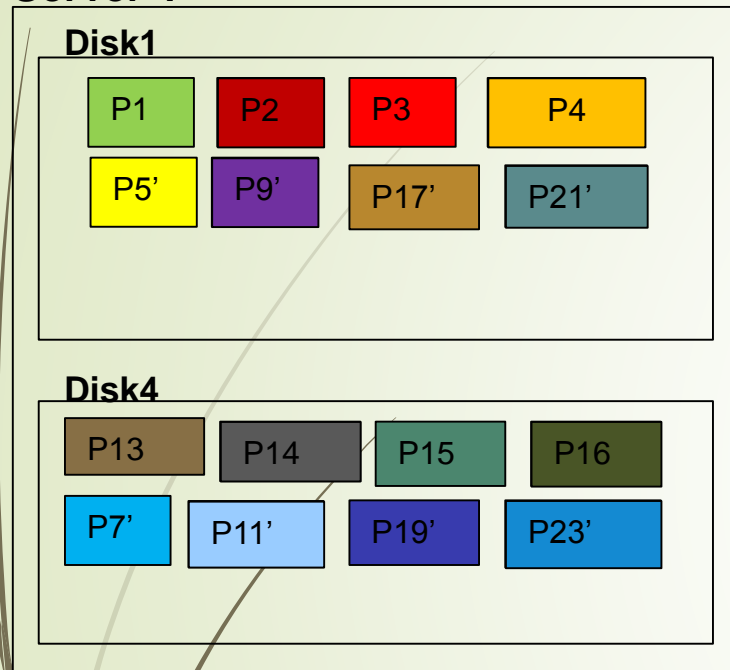 Disk1
P1 P2 P3 P4
P5’ P9’ P17’ P21’
Disk4
P13 P14 P15 P16
P7’ P11’ P19’ P23’